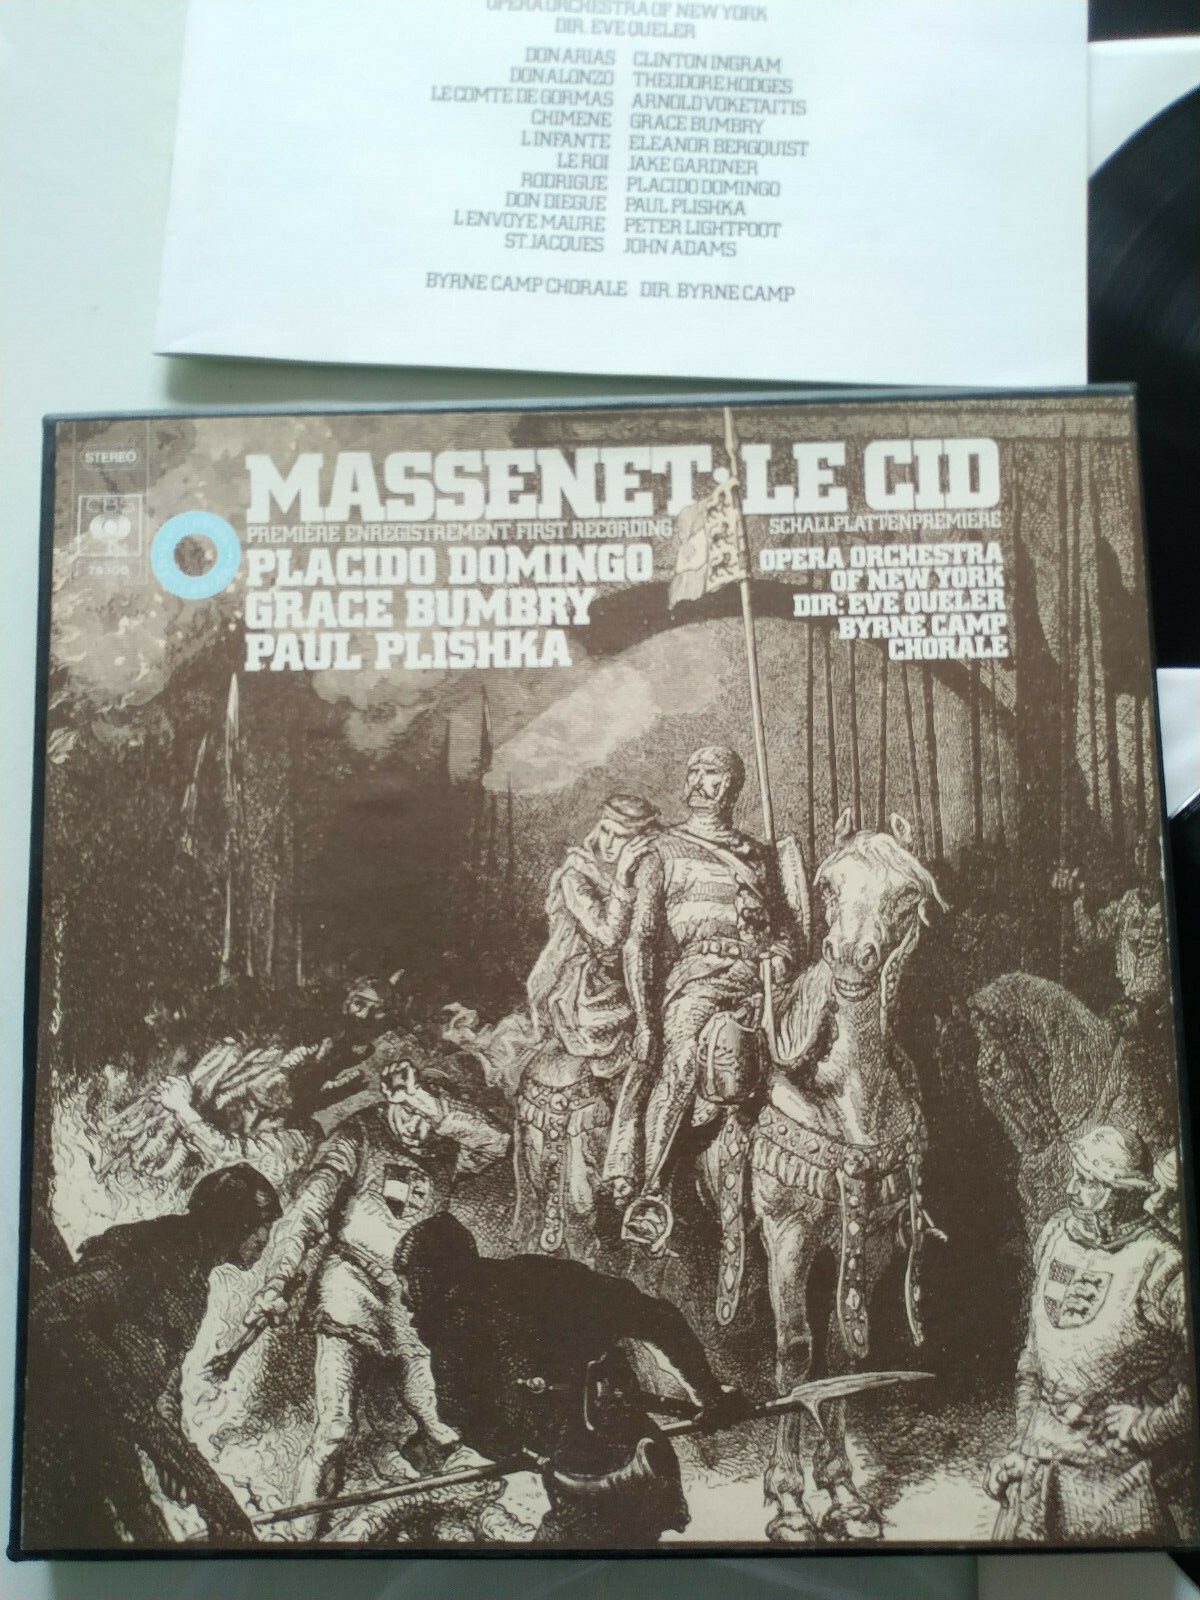 OPERA ORCHESTRA OF NEW YORK
DIR. EVE QUELER
DON ARIAS CLINTON INGRAM
DON ALONZO THEODORE HODGES
LE COMTE DE GORMAS ARNOLD VOKETAITIS
CHIMENE GRACE BUMBRY
L'INFANTE ELEANOR BERGQUIST
LE ROI JAKE GARDNER
RODRIGUE PLACIDO DOMINGO
DON DIEGUE PAUL PLISHKA
L'ENVOYE MAURE PETER LIGHTFOOT
ST. JACQUES JOHN ADAMS
BYRNE CAMP CHORALE DIR. BYRNE CAMP
STEREO
CBS
MASSENET·LE CID
PREMIÈRE ENREGISTREMENT FIRST RECORDING SCHALLPLATTENPREMIERE
PLACIDO DOMINGO
GRACE BUMBRY
PAUL PLISHKA
OPERA ORCHESTRA
OF NEW YORK
DIR: EVE QUELER
BYRNE CAMP
CHORALE